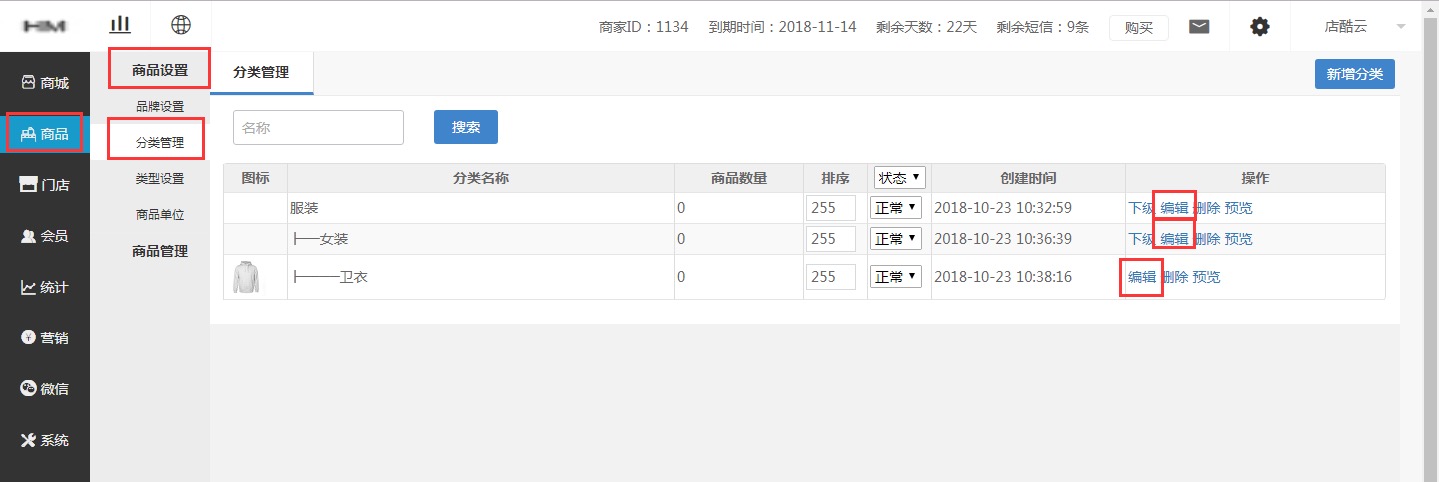 商家ID：1134 到期时间：2018-11-14 剩余天数：22天 剩余短信：9条 购买 店酷云
商城
商品
门店
会员
统计
营销
微信
系统
商品设置
品牌设置
分类管理
类型设置
商品单位
商品管理
分类管理 新增分类
名称 搜索
图标 分类名称 商品数量 排序 状态 创建时间 操作
服装 0 255 正常 2018-10-23 10:32:59 下级 编辑 删除 预览
├──女装 0 255 正常 2018-10-23 10:36:39 下级 编辑 删除 预览
├────卫衣 0 255 正常 2018-10-23 10:38:16 编辑 删除 预览